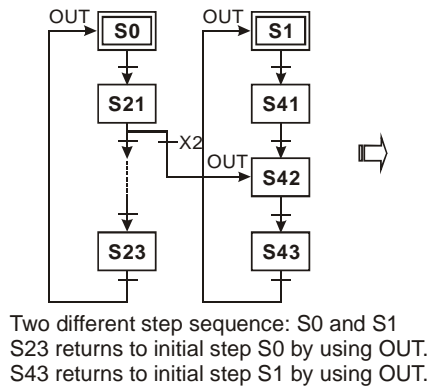 OUT S0 OUT S1
S21 S41
X2
OUT S42
S23 S43
Two different step sequence: S0 and S1
S23 returns to initial step S0 by using OUT.
S43 returns to initial step S1 by using OUT.